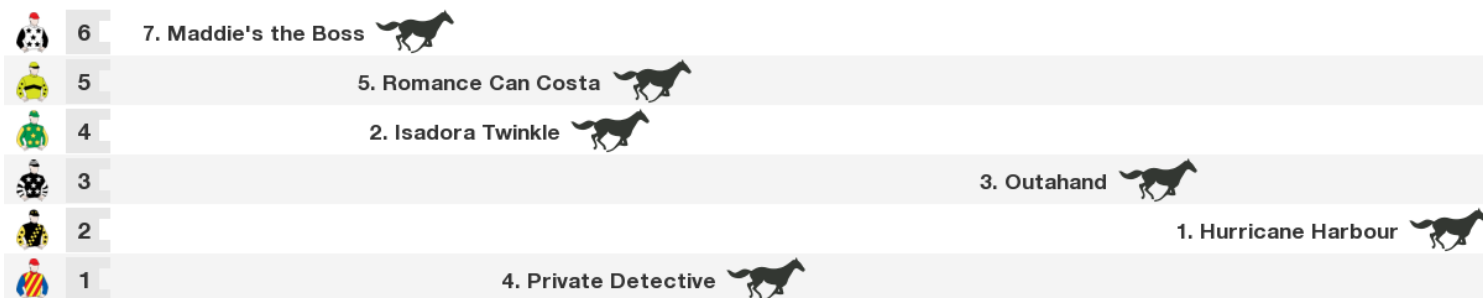 6 7. Maddie's the Boss
5 5. Romance Can Costa
4 2. Isadora Twinkle
3 3. Outahand
2 1. Hurricane Harbour
1 4. Private Detective